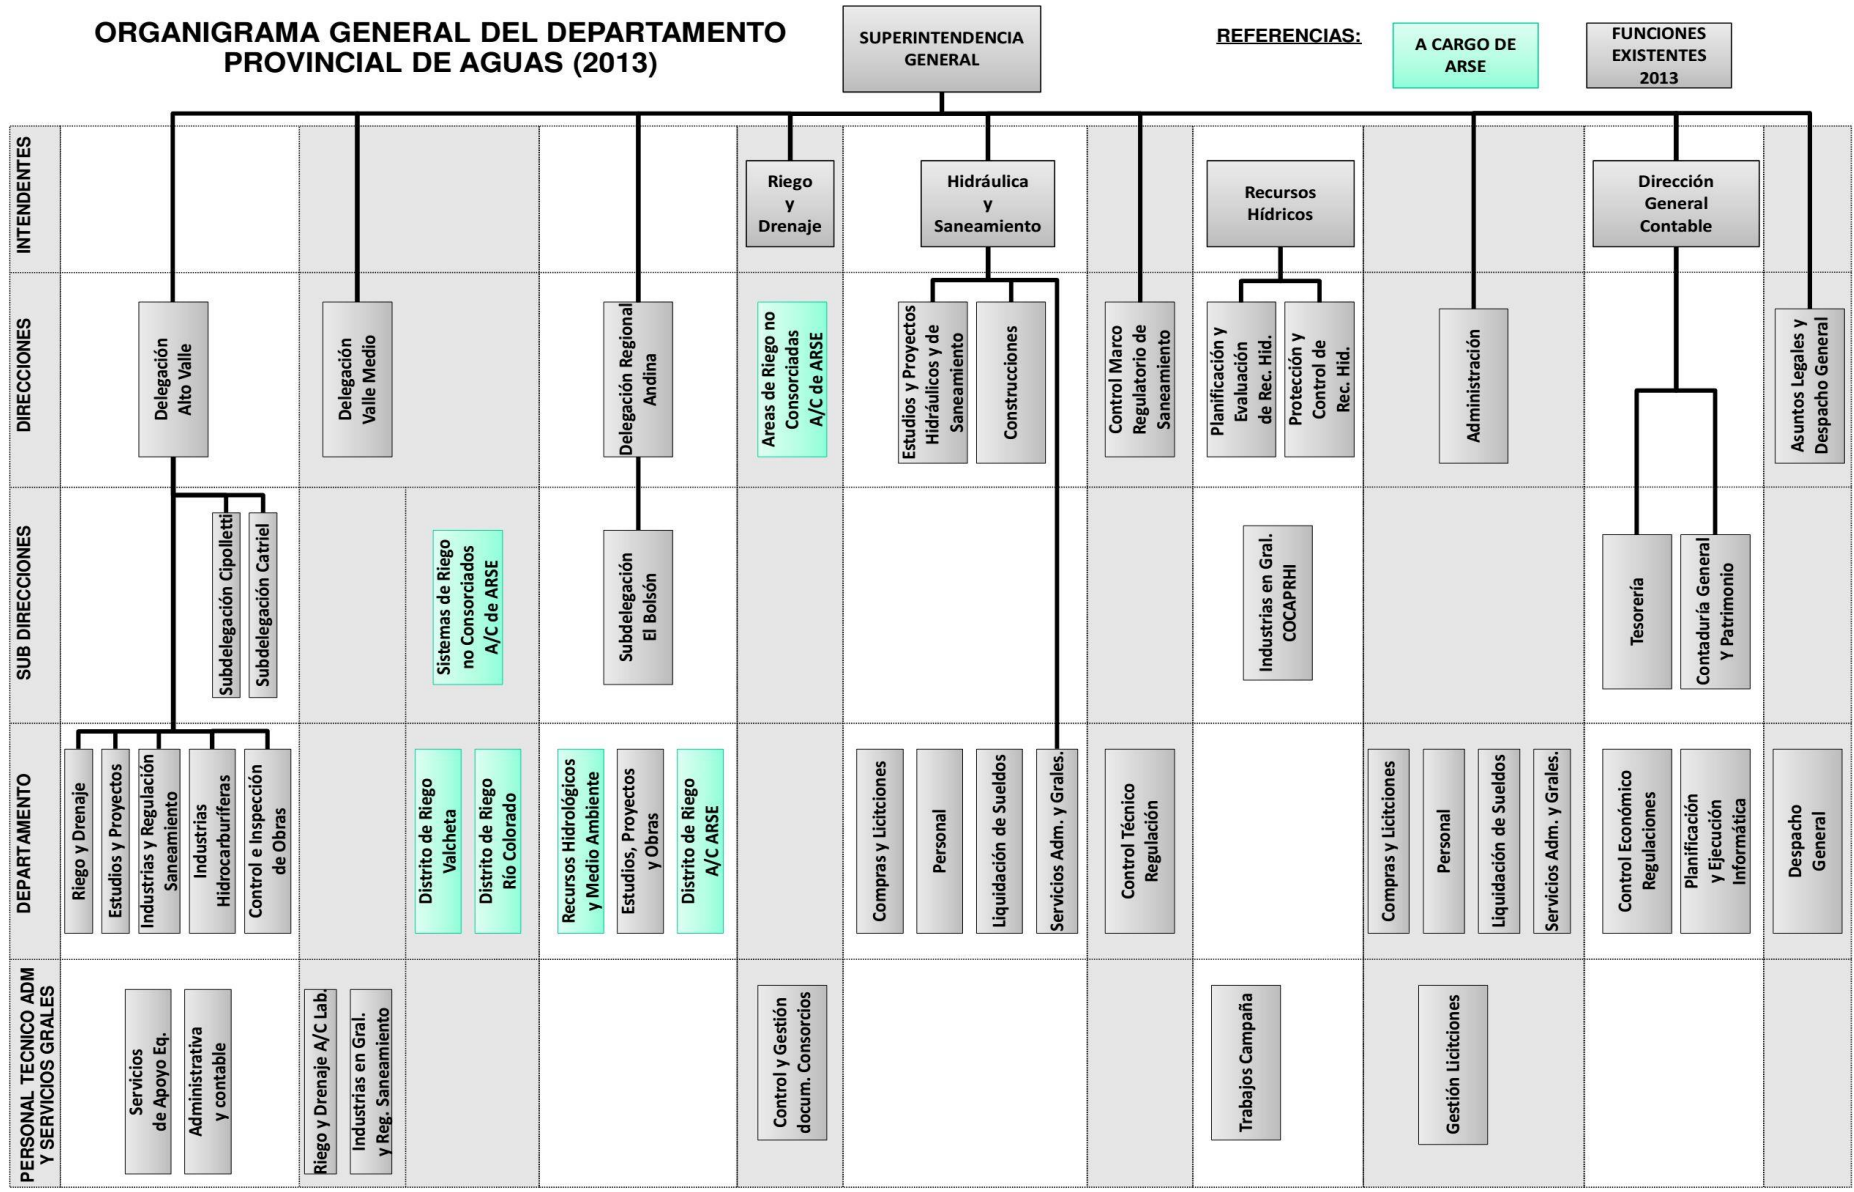 ORGANIGRAMA GENERAL DEL DEPARTAMENTO
PROVINCIAL DE AGUAS (2013)
SUPERINTENDENCIA
GENERAL
REFERENCIAS:
A CARGO DE
ARSE
FUNCIONES
EXISTENTES
2013
INTENDENTES
Riego
y
Drenaje
Hidráulica
y
Saneamiento
Recursos
Hídricos
Dirección
General
Contable
DIRECCIONES
Delegación
Alto Valle
Delegación
Valle Medio
Delegación Regional
Andina
Areas de Riego no
Consorciadas
A/C de ARSE
Estudios y Proyectos
Hidráulicos y de
Saneamiento
Construcciones
Control Marco
Regulatorio de
Saneamiento
Planificación y
Evaluación
de Rec. Hid.
Protección y
Control de
Rec. Hid.
Administración
Asuntos Legales y
Despacho General
SUB DIRECCIONES
Subdelegación Cipolletti
Subdelegación Catriel
Sistemas de Riego
no Consorciados
A/C de ARSE
Subdelegación
El Bolsón
Industrias en Gral.
COCAPRHI
Tesorería
Contaduría General
Y Patrimonio
DEPARTAMENTO
Riego y Drenaje
Estudios y Proyectos
Industrias y Regulación
Saneamiento
Industrias
Hidrocarburíferas
Control e Inspección
de Obras
Distrito de Riego
Valcheta
Distrito de Riego
Río Colorado
Recursos Hidrológicos
y Medio Ambiente
Estudios, Proyectos
y Obras
Distrito de Riego
A/C ARSE
Compras y Licitciones
Personal
Liquidación de Sueldos
Servicios Adm. y Grales.
Control Técnico
Regulación
Compras y Licitciones
Personal
Liquidación de Sueldos
Servicios Adm. y Grales.
Control Económico
Regulaciones
Planificación
y Ejecución
Informática
Despacho
General
PERSONAL TECNICO ADM
Y SERVICIOS GRALES
Servicios
de Apoyo Eq.
Administrativa
y contable
Riego y Drenaje A/C Lab.
Industrias en Gral.
y Reg. Saneamiento
Control y Gestión
docum. Consorcios
Trabajos Campaña
Gestión Licitciones